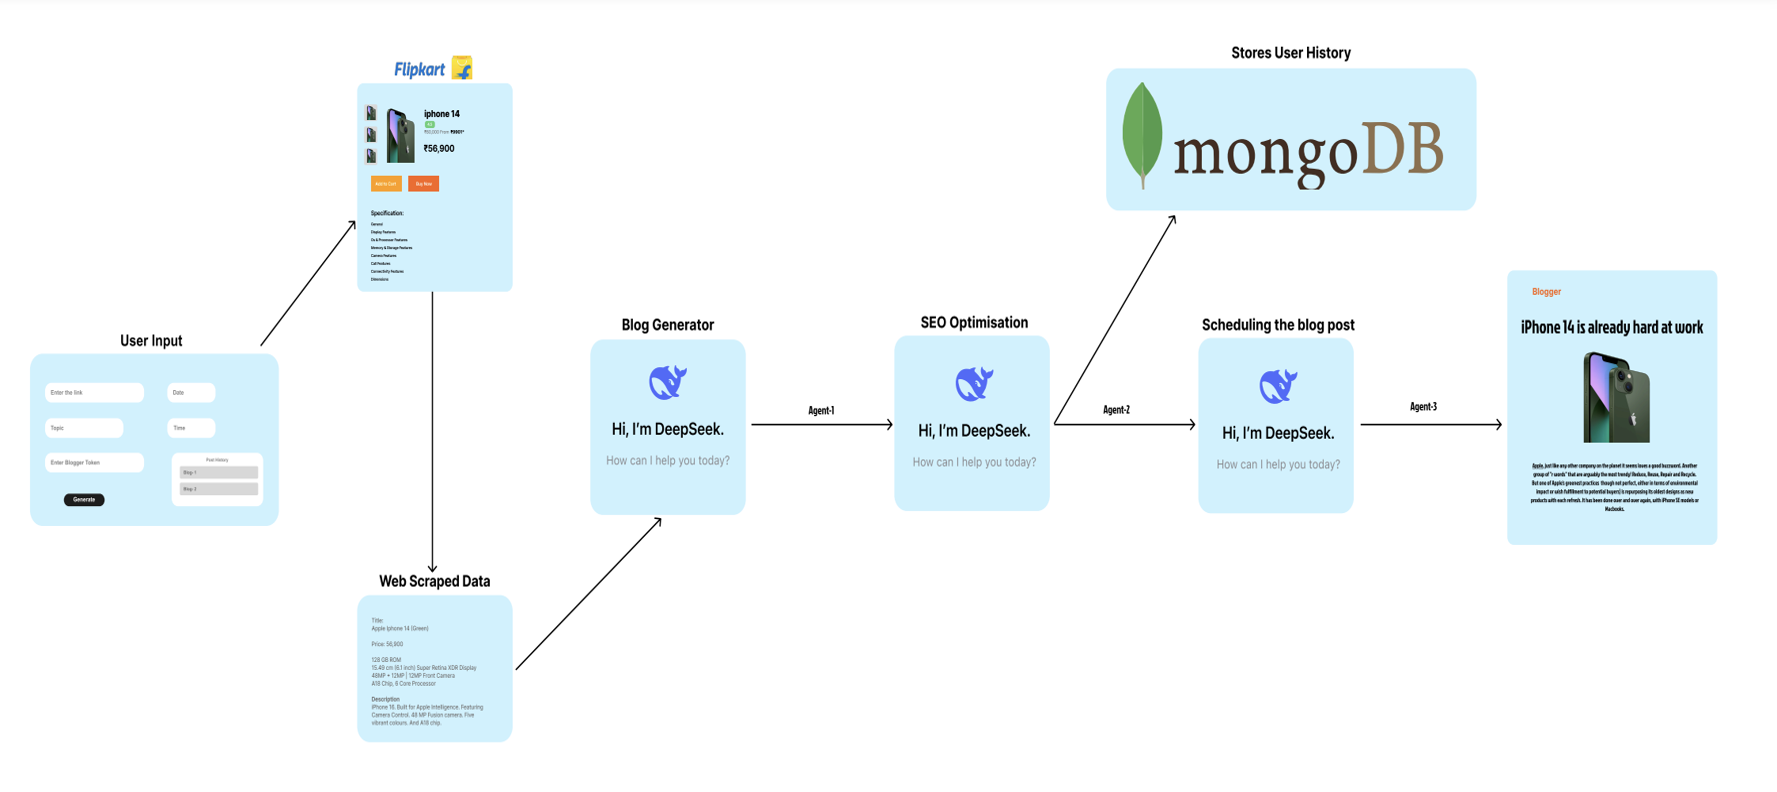 User Input
Enter the link
Date
Topic
Time
Enter Blogger Token
Post History
Blog 1
Blog 2
Generate
Flipkart
iphone 14
₹56,900
Add to Cart
Buy Now
Specification:
General
Display Features
Os & Processor Features
Memory & Storage Features
Camera Features
Call Features
Connectivity Features
Dimensions
Web Scraped Data
Title:
Apple Iphone 14 (Green)
Price: 56,900
128 GB ROM
15.49 cm (6.1 inch) Super Retina XDR Display
48MP + 12MP | 12MP Front Camera
A18 Chip, 6 Core Processor
Description
iPhone 16. Built for Apple Intelligence. Featuring
Camera Control. 48 MP Fusion camera. Five
vibrant colours. And A18 chip.
Blog Generator
Hi, I'm DeepSeek.
How can I help you today?
Agent-1
SEO Optimisation
Hi, I'm DeepSeek.
How can I help you today?
Stores User History
mongoDB
Agent-2
Scheduling the blog post
Hi, I'm DeepSeek.
How can I help you today?
Agent-3
Blogger
iPhone 14 is already hard at work
Apple, just like any other company on the planet it seems loves a good buzzword. Another
group of "r words" that are arguably the most trendy! Reduce, Reuse, Repair and Recycle.
But one of Apple's greatest practices though not perfect, either in terms of environmental
impact or wish fulfillment to potential buyers) is repurposing its oldest designs as new
products with each refresh. It has been done over and over again, with iPhone SE models or
Macbooks.